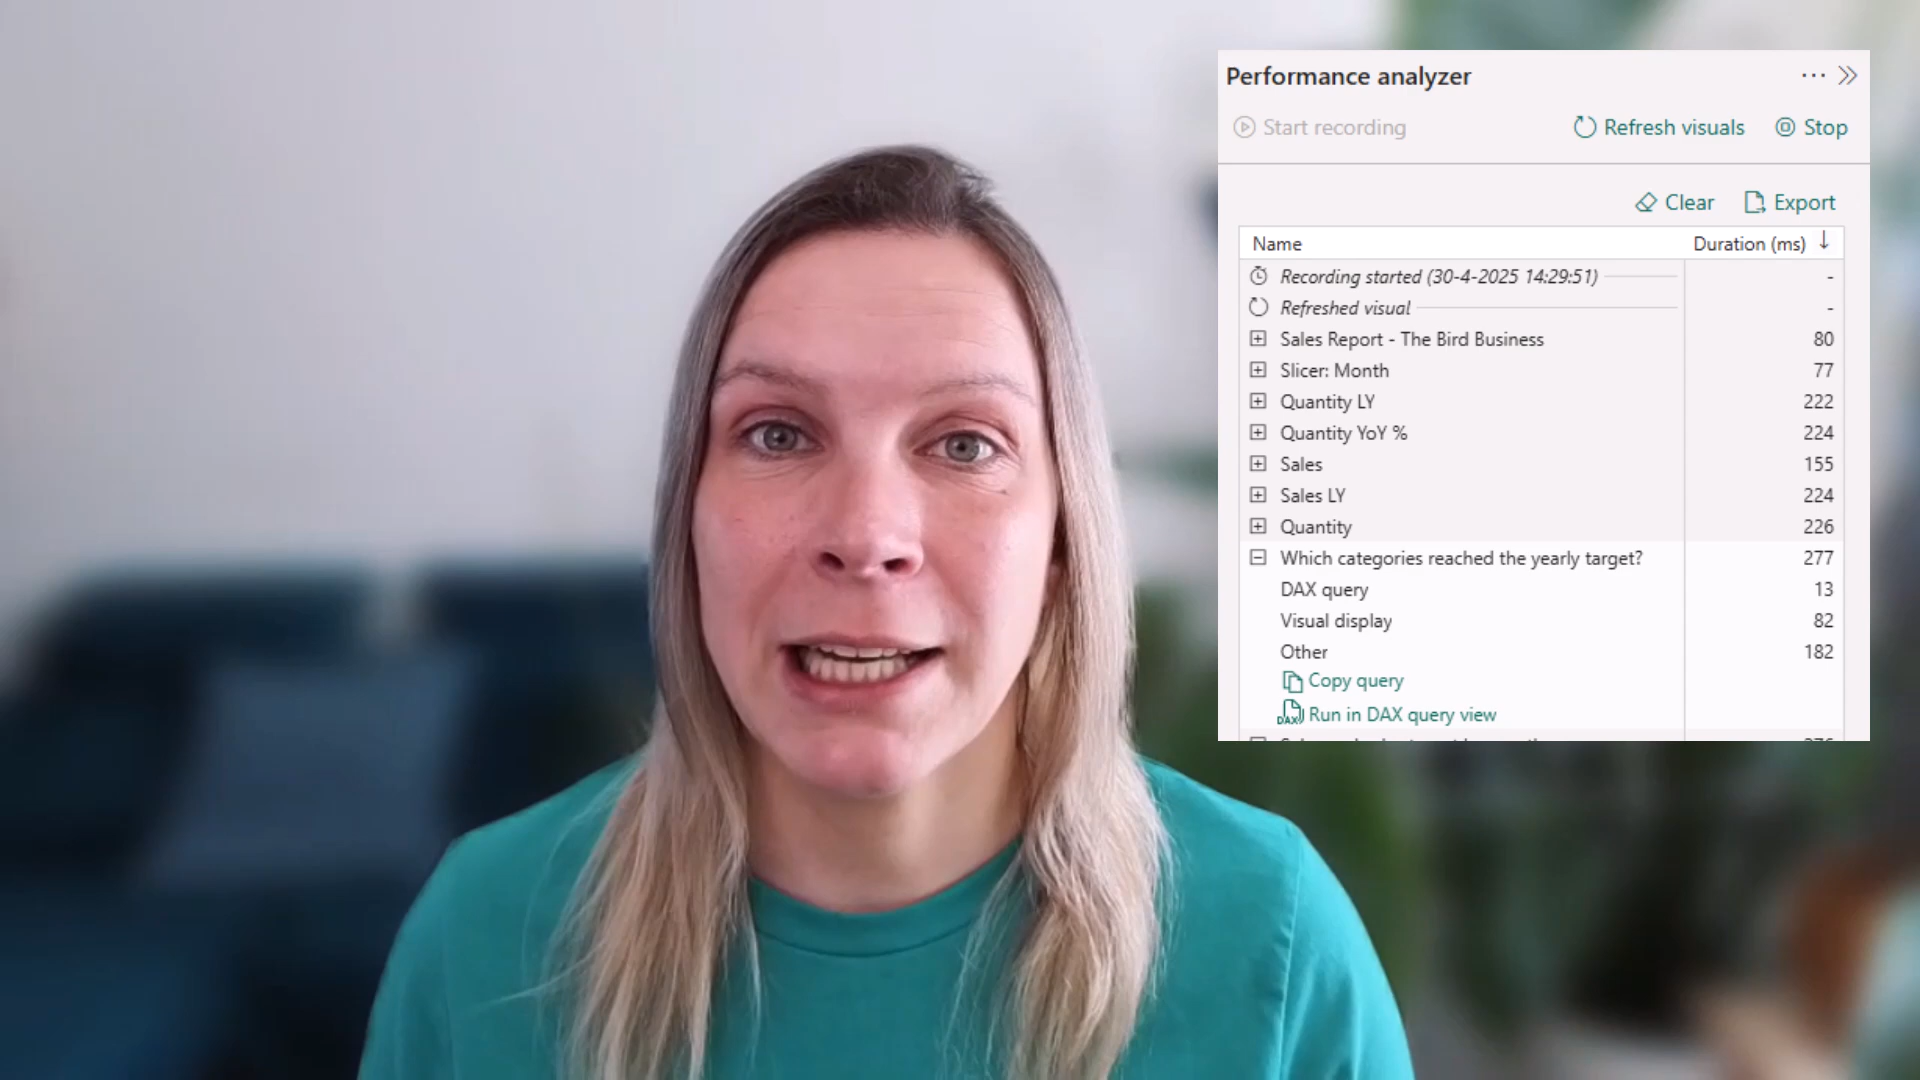 Performance analyzer
Start recording Refresh visuals Stop
Clear Export
Name Duration (ms)
Recording started (30-4-2025 14:29:51) -
Refreshed visual -
Sales Report - The Bird Business 80
Slicer: Month 77
Quantity LY 222
Quantity YoY % 224
Sales 155
Sales LY 224
Quantity 226
Which categories reached the yearly target? 277
DAX query 13
Visual display 82
Other 182
Copy query
DAX Run in DAX query view